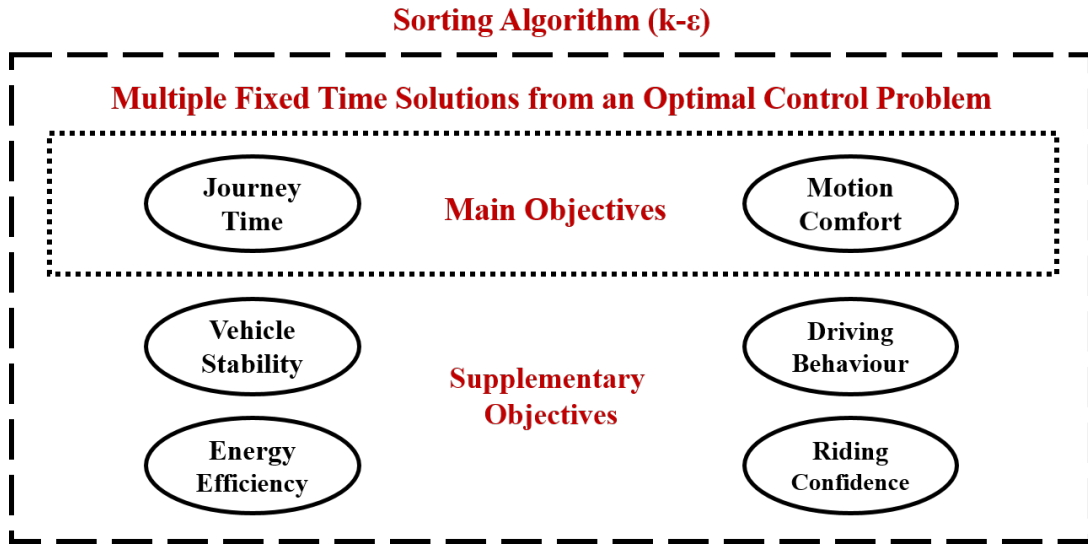 Sorting Algorithm (k-ε)
Multiple Fixed Time Solutions from an Optimal Control Problem
Journey
Time
Main Objectives
Motion
Comfort
Vehicle
Stability
Driving
Behaviour
Supplementary
Objectives
Energy
Efficiency
Riding
Confidence